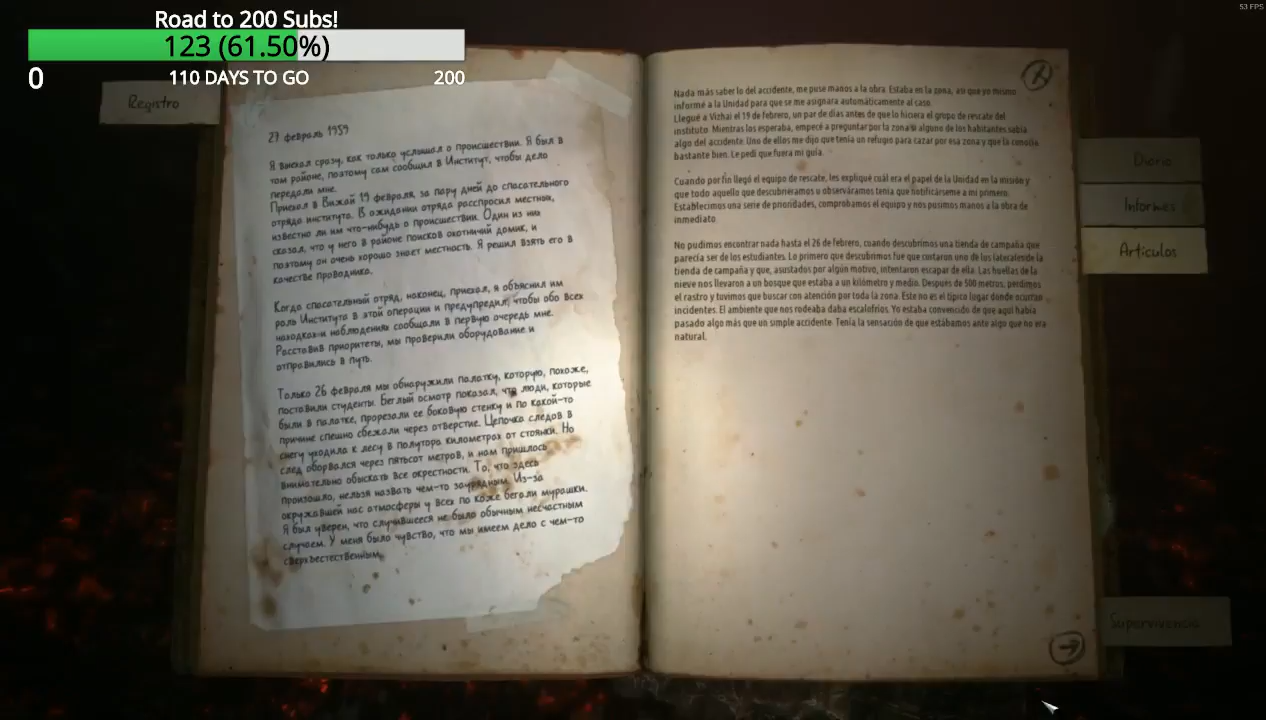 53 FPS
Road to 200 Subs!
123 (61.50%)
0
110 DAYS TO GO
200
Registro
27 февраль 1959
Я выехал сразу, как только услышал о происшествии. Я был в
том районе, поэтому сам сообщил в Институт, чтобы дело
передали мне.
Приехал в Вижай 19 февраля, за пару дней до спасательного
отряда института. В ожидании отряда расспросил местных,
известно ли им что-нибудь о происшествии. Один из них
сказал, что у него в районе поисков охотничий домик, и
поэтому он очень хорошо знает местность. Я решил взять его в
качестве проводника.
Когда спасательный отряд, наконец, приехал, я объяснил им
роль Института в этой операции и предупредил, чтобы обо всех
находках и наблюдениях сообщали в первую очередь мне.
Расставив приоритеты, мы проверили оборудование и
отправились в путь.
Только 26 февраля мы обнаружили палатку, которую, похоже,
поставили студенты. Беглый осмотр показал, что люди, которые
были в палатке, прорезали ее боковую стенку и по какой-то
причине спешно сбежали через отверстие. Цепочка следов в
снегу уходила к лесу в полутора километрах от стоянки. Но
след оборвался через пятьсот метров, и нам пришлось
внимательно обыскать все окрестности. То, что здесь
произошло, нельзя назвать чем-то заурядным. Из-за
окружавшей нас атмосферы у всех по коже бегали мурашки.
Я был уверен, что случившееся не было обычным несчастным
случаем. У меня было чувство, что мы имеем дело с чем-то
сверхъестественным.
Nada más saber lo del accidente, me puse manos a la obra. Estaba en la zona, así que yo mismo
informé a la Unidad para que se me asignara automáticamente al caso.
Llegué a Vizhai el 19 de febrero, un par de días antes de que lo hiciera el grupo de rescate del
instituto. Mientras los esperaba, empecé a preguntar por la zona si alguno de los habitantes sabía
algo del accidente. Uno de ellos me dijo que tenía un refugio para cazar por esa zona y que la conocía
bastante bien. Le pedí que fuera mi guía.
Cuando por fin llegó el equipo de rescate, les expliqué cuál era el papel de la Unidad en la misión y
que todo aquello que descubriéramos u observáramos tenía que notificárseme a mí primero.
Establecimos una serie de prioridades, comprobamos el equipo y nos pusimos manos a la obra de
inmediato.
No pudimos encontrar nada hasta el 26 de febrero, cuando descubrimos una tienda de campaña que
parecía ser de los estudiantes. Lo primero que descubrimos fue que cortaron uno de los laterales de la
tienda de campaña y que, asustados por algún motivo, intentaron escapar de ella. Las huellas de la
nieve nos llevaron a un bosque que estaba a un kilómetro y medio. Después de 500 metros, perdimos
el rastro y tuvimos que buscar con atención por toda la zona. Este no es el típico lugar donde ocurran
incidentes. El ambiente que nos rodeaba daba escalofríos. Yo estaba convencido de que aquí había
pasado algo más que un simple accidente. Tenía la sensación de que estábamos ante algo que no era
natural.
Diario
Informes
Artículos
Supervivencia